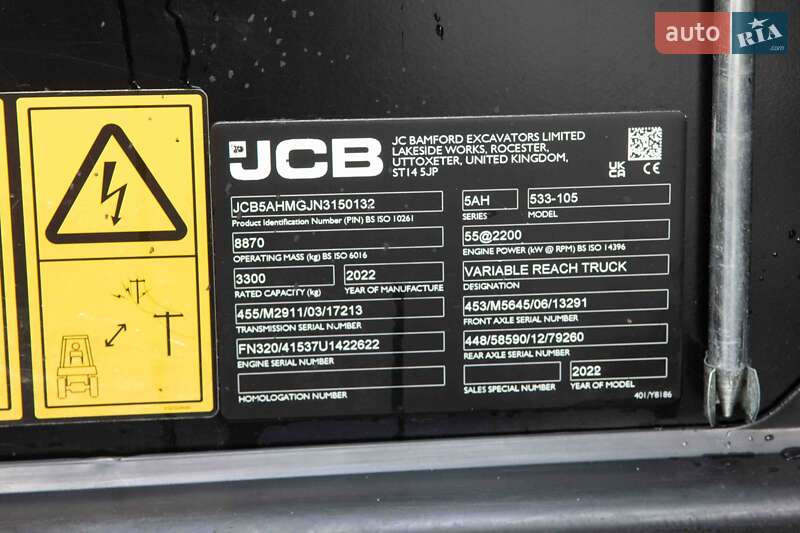 auto RIA .com
JCB
JC BAMFORD EXCAVATORS LIMITED
LAKESIDE WORKS, ROCESTER,
UTTOXETER, UNITED KINGDOM,
ST14 5JP
UK
CA
CE
JCB5AHMGJN3150132
Product Identification Number (PIN) BS ISO 10261
8870
OPERATING MASS (kg) BS ISO 6016
3300
RATED CAPACITY (kg)
2022
YEAR OF MANUFACTURE
455/M2911/03/17213
TRANSMISSION SERIAL NUMBER
FN320/41537U1422622
ENGINE SERIAL NUMBER
HOMOLOGATION NUMBER
5AH
SERIES
533-105
MODEL
55@2200
ENGINE POWER (kW @ RPM) BS ISO 14396
VARIABLE REACH TRUCK
DESIGNATION
453/M5645/06/13291
FRONT AXLE SERIAL NUMBER
448/58590/12/79260
REAR AXLE SERIAL NUMBER
SALES SPECIAL NUMBER
2022
YEAR OF MODEL
401/Y8186